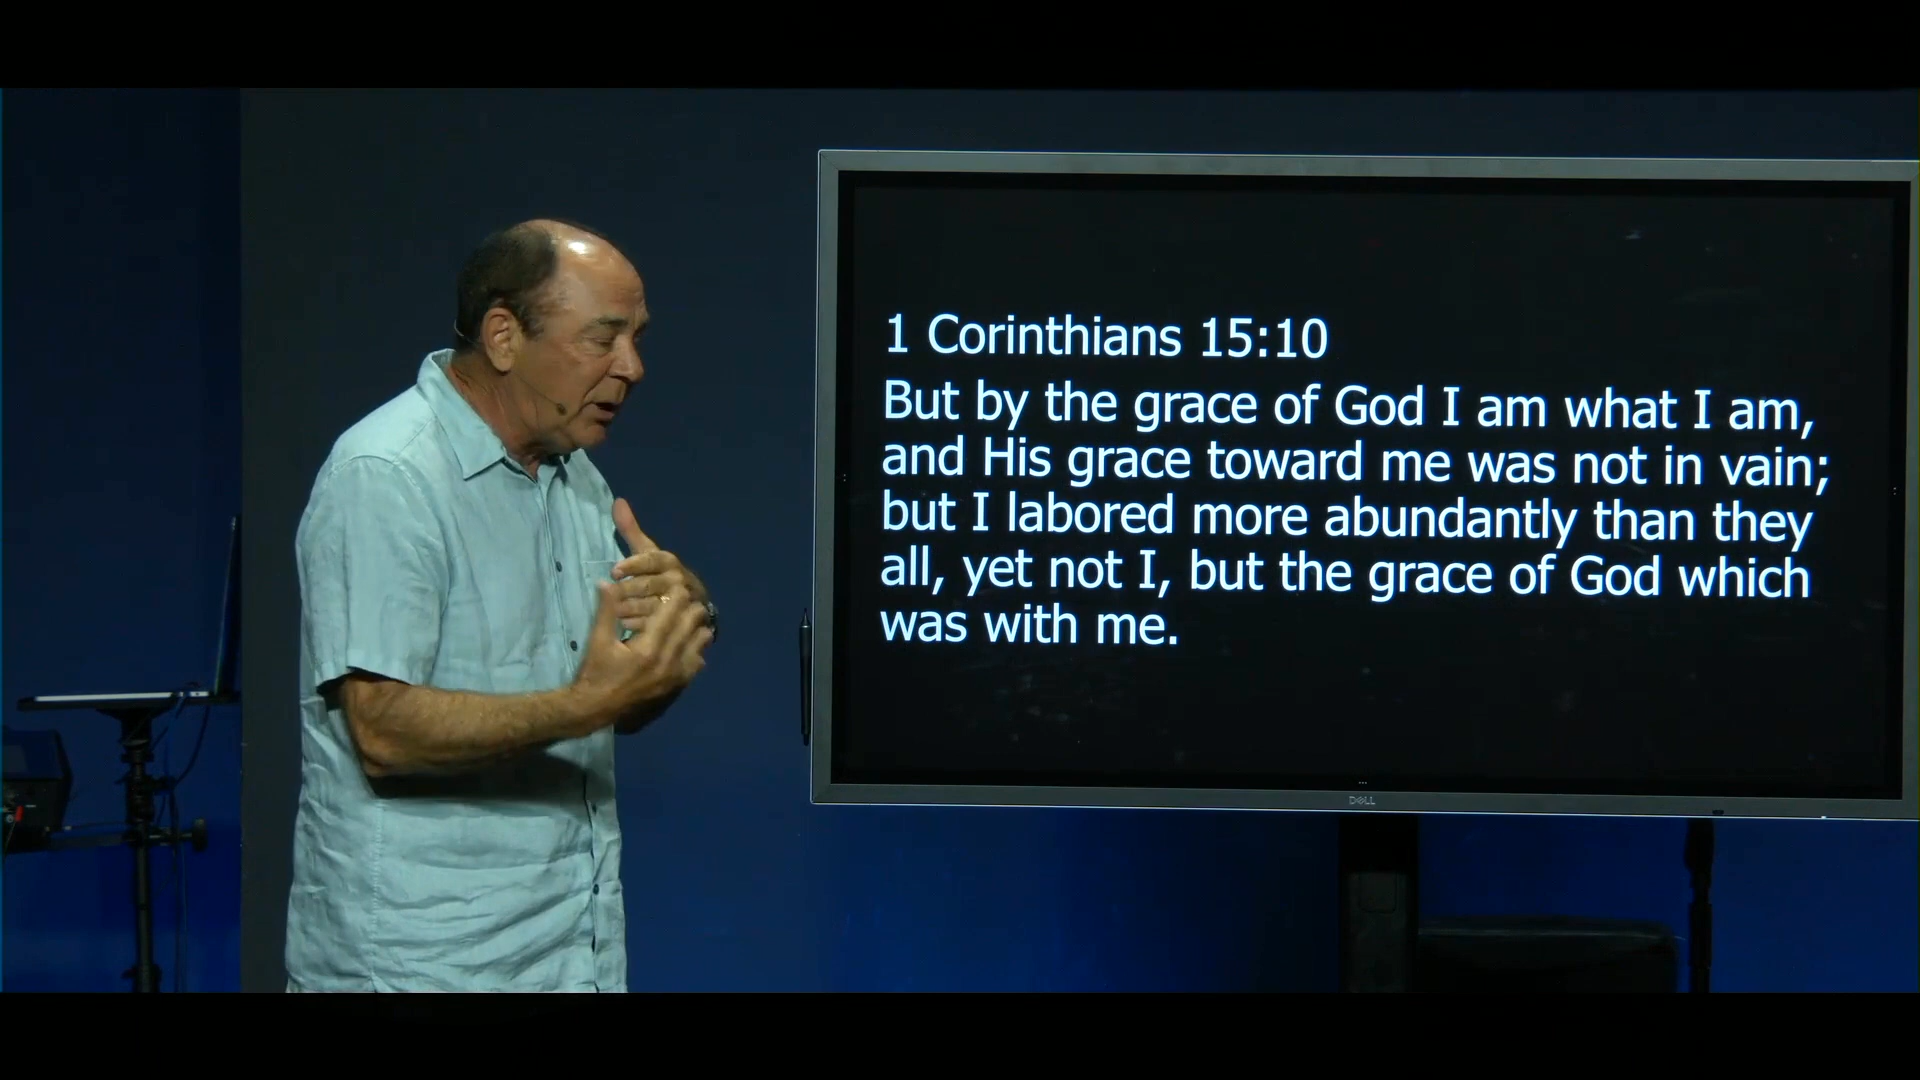 1 Corinthians 15:10
But by the grace of God I am what I am,
and His grace toward me was not in vain;
but I labored more abundantly than they
all, yet not I, but the grace of God which
was with me.
DELL